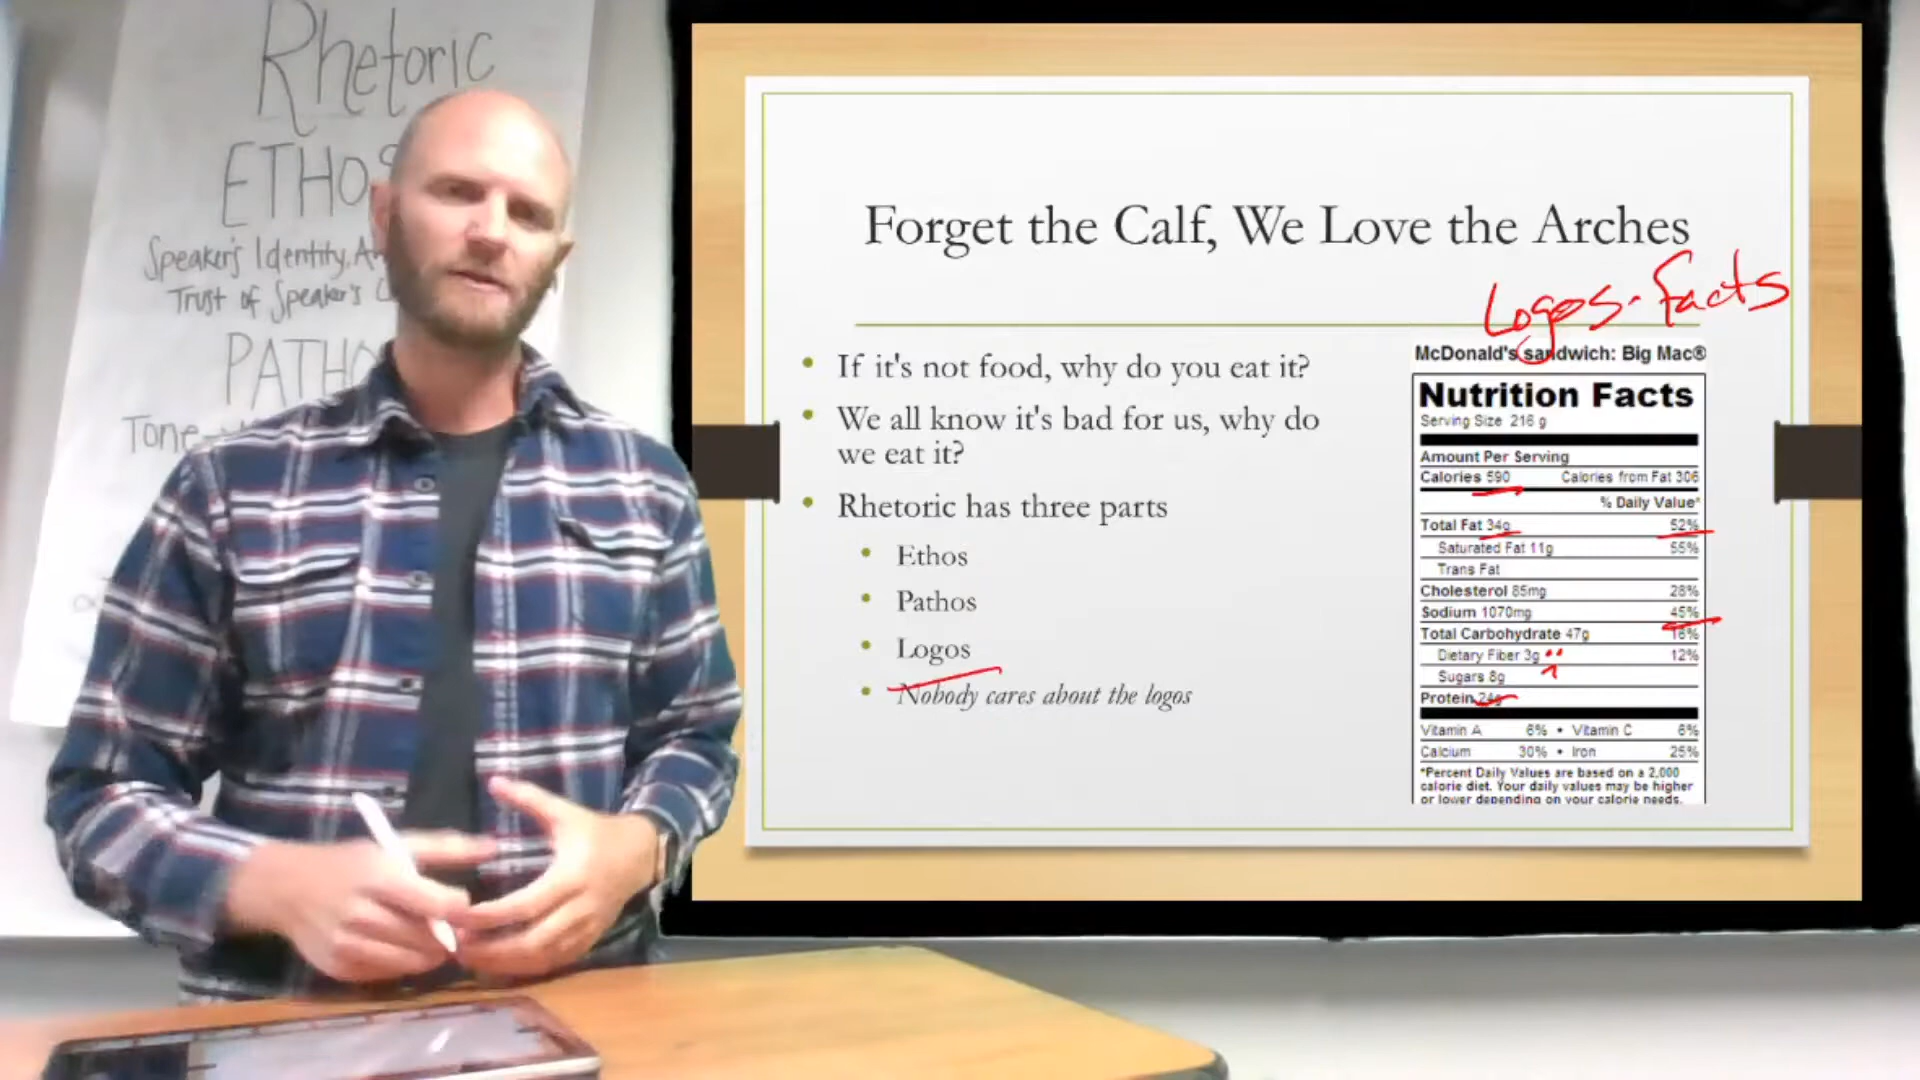 Rhetoric
ETHOS
Speaker's Identity,
Trust of Speaker's
PATHO
Tone
Forget the Calf, We Love the Arches
Logos - Facts
• If it's not food, why do you eat it?
• We all know it's bad for us, why do
we eat it?
• Rhetoric has three parts
• Ethos
• Pathos
• Logos
• Nobody cares about the logos
McDonald's sandwich: Big Mac®
Nutrition Facts
Serving Size 216 g
Amount Per Serving
Calories 590 Calories from Fat 306
% Daily Value*
Total Fat 34g 52%
Saturated Fat 11g 55%
Trans Fat
Cholesterol 85mg 28%
Sodium 1070mg 45%
Total Carbohydrate 47g 16%
Dietary Fiber 3g 12%
Sugars 8g
Protein 24g
Vitamin A 6% • Vitamin C 6%
Calcium 30% • Iron 25%
*Percent Daily Values are based on a 2,000
calorie diet. Your daily values may be higher
or lower depending on your calorie needs.